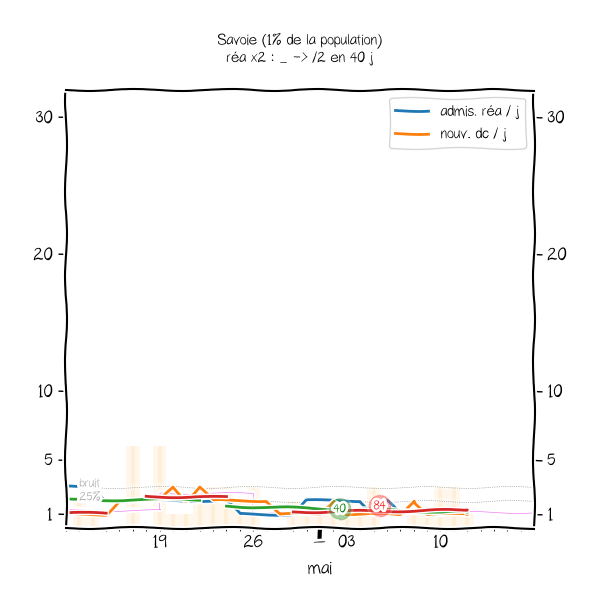 Savoie (1% de la population)
réa x2 : _ -> /2 en 40 j
admis. réa / j
nouv. dc / j
30 30
20 20
10 10
5 5
bruit
25%
40 84
1 1
19 26 1 03 10
mai